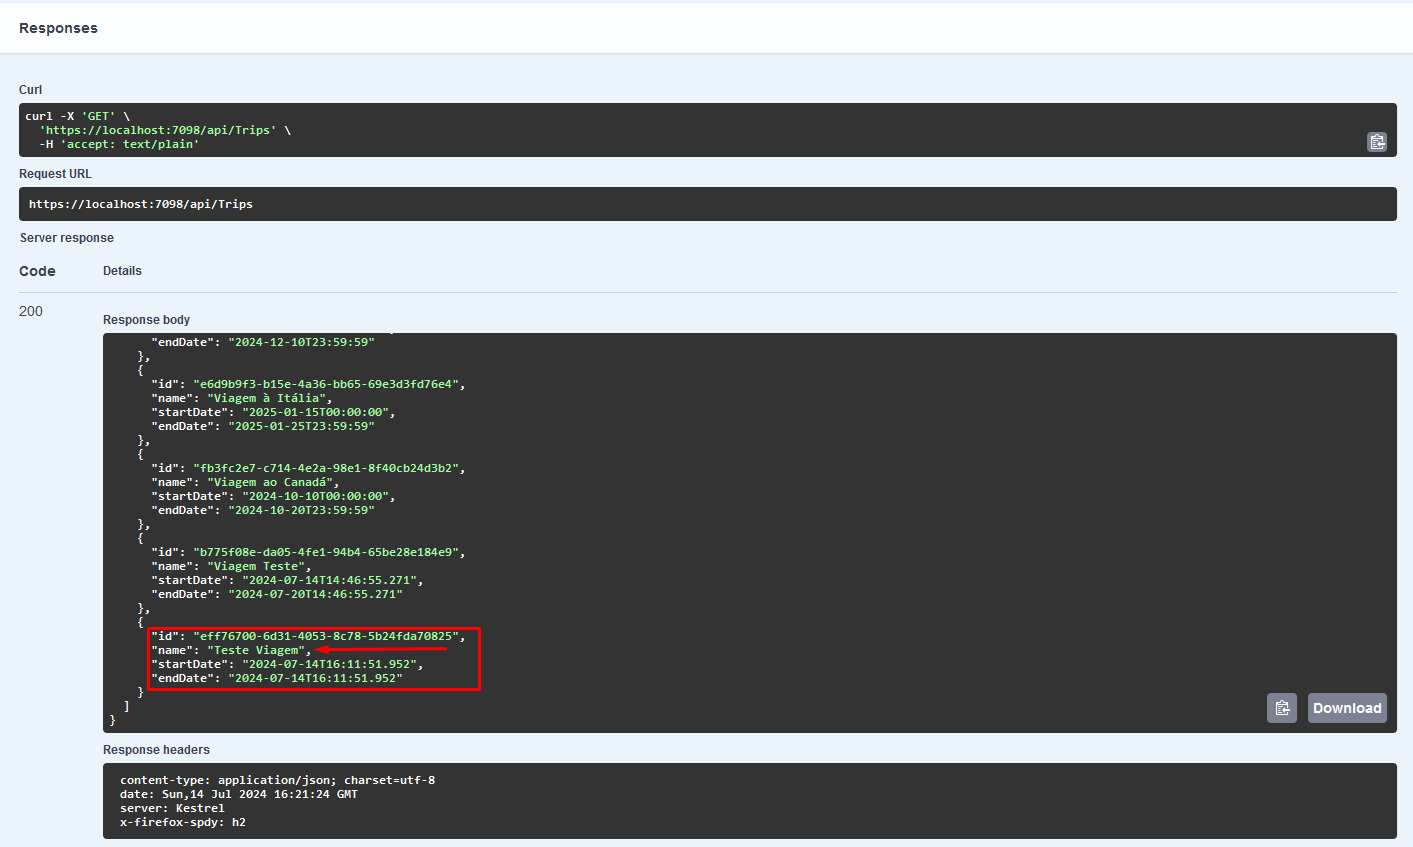 Responses
Curl
curl -X 'GET' \
'https://localhost:7098/api/Trips' \
-H 'accept: text/plain'
Request URL
https://localhost:7098/api/Trips
Server response
Code Details
200
Response body
"endDate": "2024-12-10T23:59:59"
},
{
"id": "e6d9b9f3-b15e-4a36-bb65-69e3d3fd76e4",
"name": "Viagem à Itália",
"startDate": "2025-01-15T00:00:00",
"endDate": "2025-01-25T23:59:59"
},
{
"id": "fb3fc2e7-c714-4e2a-98e1-8f40cb24d3b2",
"name": "Viagem ao Canadá",
"startDate": "2024-10-10T00:00:00",
"endDate": "2024-10-20T23:59:59"
},
{
"id": "b775f08e-da05-4fe1-94b4-65be28e184e9",
"name": "Viagem Teste",
"startDate": "2024-07-14T14:46:55.271",
"endDate": "2024-07-20T14:46:55.271"
},
{
"id": "eff76700-6d31-4053-8c78-5b24fda70825",
"name": "Teste Viagem",
"startDate": "2024-07-14T16:11:51.952",
"endDate": "2024-07-14T16:11:51.952"
}
]
}
Download
Response headers
content-type: application/json; charset=utf-8
date: Sun,14 Jul 2024 16:21:24 GMT
server: Kestrel
x-firefox-spdy: h2